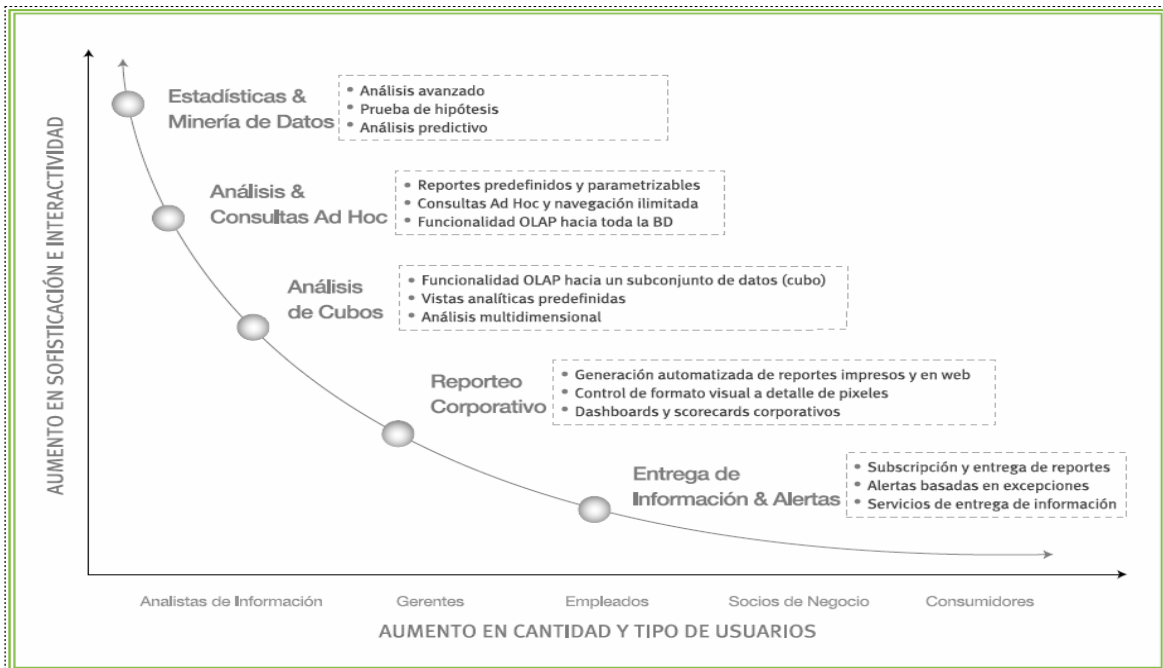 AUMENTO EN SOFISTICACIÓN E INTERACTIVIDAD
Estadísticas &
Minería de Datos
• Análisis avanzado
• Prueba de hipótesis
• Análisis predictivo
Análisis &
Consultas Ad Hoc
• Reportes predefinidos y parametrizables
• Consultas Ad Hoc y navegación ilimitada
• Funcionalidad OLAP hacia toda la BD
Análisis
de Cubos
• Funcionalidad OLAP hacia un subconjunto de datos (cubo)
• Vistas analíticas predefinidas
• Análisis multidimensional
Reporteo
Corporativo
• Generación automatizada de reportes impresos y en web
• Control de formato visual a detalle de pixeles
• Dashboards y scorecards corporativos
Entrega de
Información & Alertas
• Subscripción y entrega de reportes
• Alertas basadas en excepciones
• Servicios de entrega de información
Analistas de Información
Gerentes
Empleados
Socios de Negocio
Consumidores
AUMENTO EN CANTIDAD Y TIPO DE USUARIOS